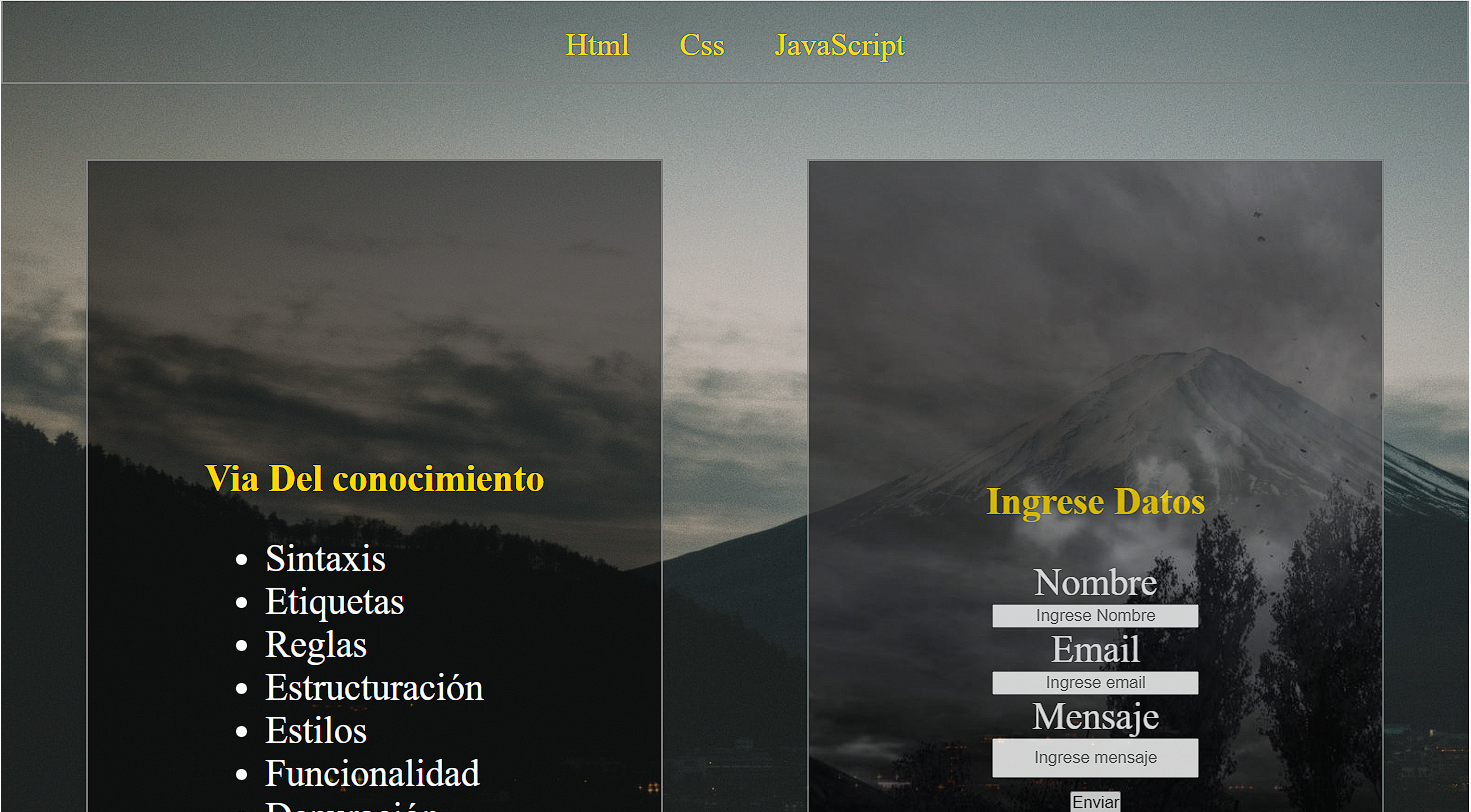 Html Css JavaScript
Via Del conocimiento
Sintaxis
Etiquetas
Reglas
Estructuración
Estilos
Funcionalidad
Ingrese Datos
Nombre
Ingrese Nombre
Email
Ingrese email
Mensaje
Ingrese mensaje
Enviar